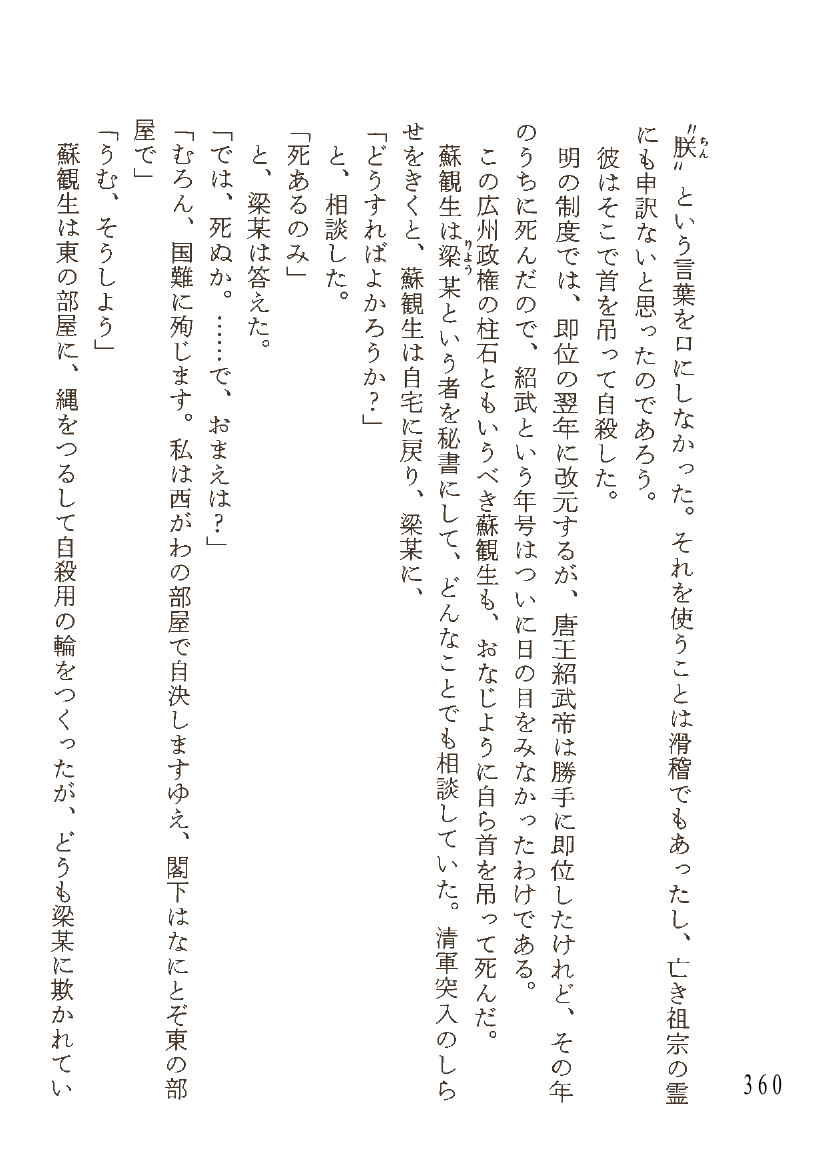 〝朕〟という言葉を口にしなかった。それを使うことは滑稽でもあったし、亡き祖宗の霊
にも申訳ないと思ったのであろう。
彼はそこで首を吊って自殺した。
明の制度では、即位の翌年に改元するが、唐王紹武帝は勝手に即位したけれど、その年
のうちに死んだので、紹武という年号はついに日の目をみなかったわけである。
この広州政権の柱石ともいうべき蘇観生も、おなじように自ら首を吊って死んだ。
蘇観生は梁某という者を秘書にして、どんなことでも相談していた。清軍突入のしら
せをきくと、蘇観生は自宅に戻り、梁某に、
「どうすればよかろうか?」
と、相談した。
「死あるのみ」
と、梁某は答えた。
「では、死ぬか。……で、おまえは?」
「むろん、国難に殉じます。私は西がわの部屋で自決しますゆえ、閣下はなにとぞ東の部
屋で」
「うむ、そうしよう」
蘇観生は東の部屋に、縄をつるして自殺用の輪をつくったが、どうも梁某に欺かれてい
ちん
りよう
360